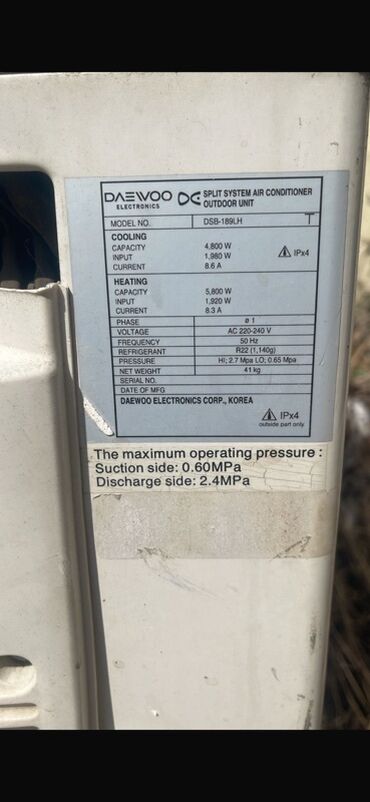 DAEWOO ELECTRONICS DE SPLIT SYSTEM AIR CONDITIONER OUTDOOR UNIT
MODEL NO. DSB-189LH T
COOLING
CAPACITY 4,800 W
INPUT 1,980 W
CURRENT 8.6 A
IPx4
HEATING
CAPACITY 5,800 W
INPUT 1,920 W
CURRENT 8.3 A
PHASE ø 1
VOLTAGE AC 220-240 V
FREQUENCY 50 Hz
REFRIGERANT R22 (1,140g)
PRESSURE HI; 2.7 Mpa LO; 0.65 Mpa
NET WEIGHT 41 kg
SERIAL NO.
DATE OF MFG
DAEWOO ELECTRONICS CORP., KOREA
IPx4
outside part only
The maximum operating pressure :
Suction side: 0.60MPa
Discharge side: 2.4MPa